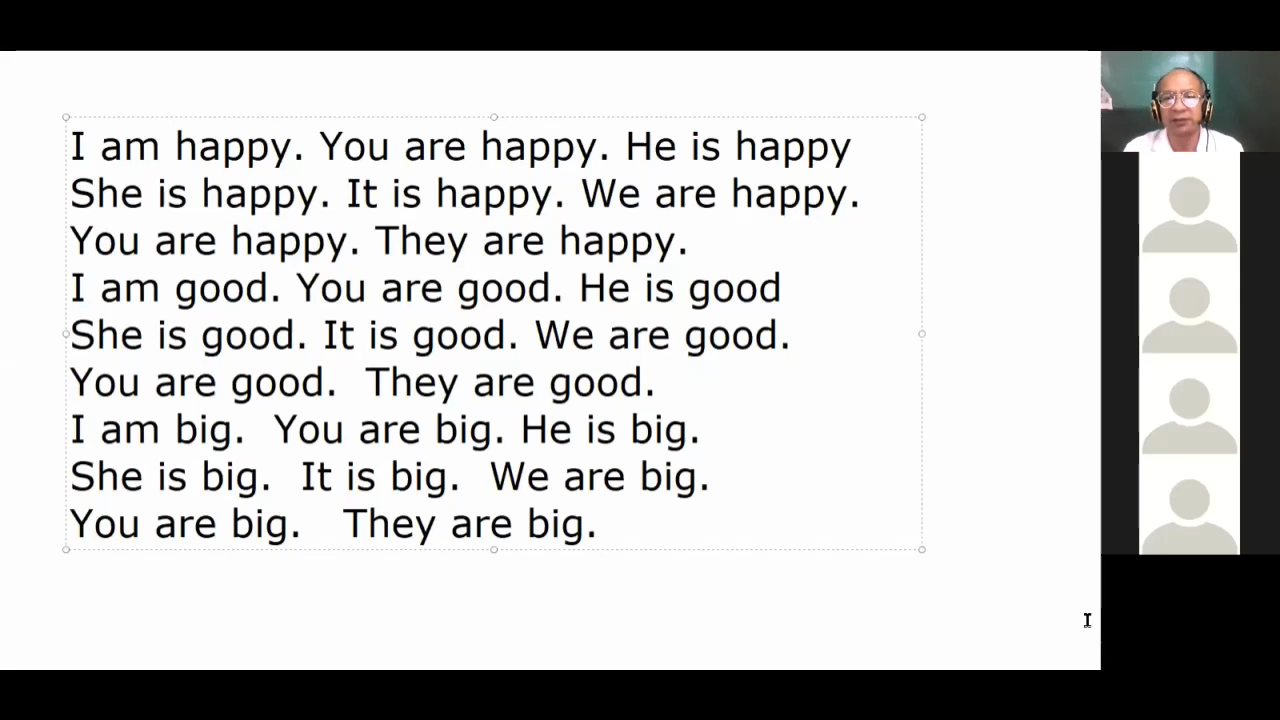 I am happy. You are happy. He is happy
She is happy. It is happy. We are happy.
You are happy. They are happy.
I am good. You are good. He is good
She is good. It is good. We are good.
You are good.  They are good.
I am big.  You are big. He is big.
She is big.  It is big.  We are big.
You are big.   They are big.